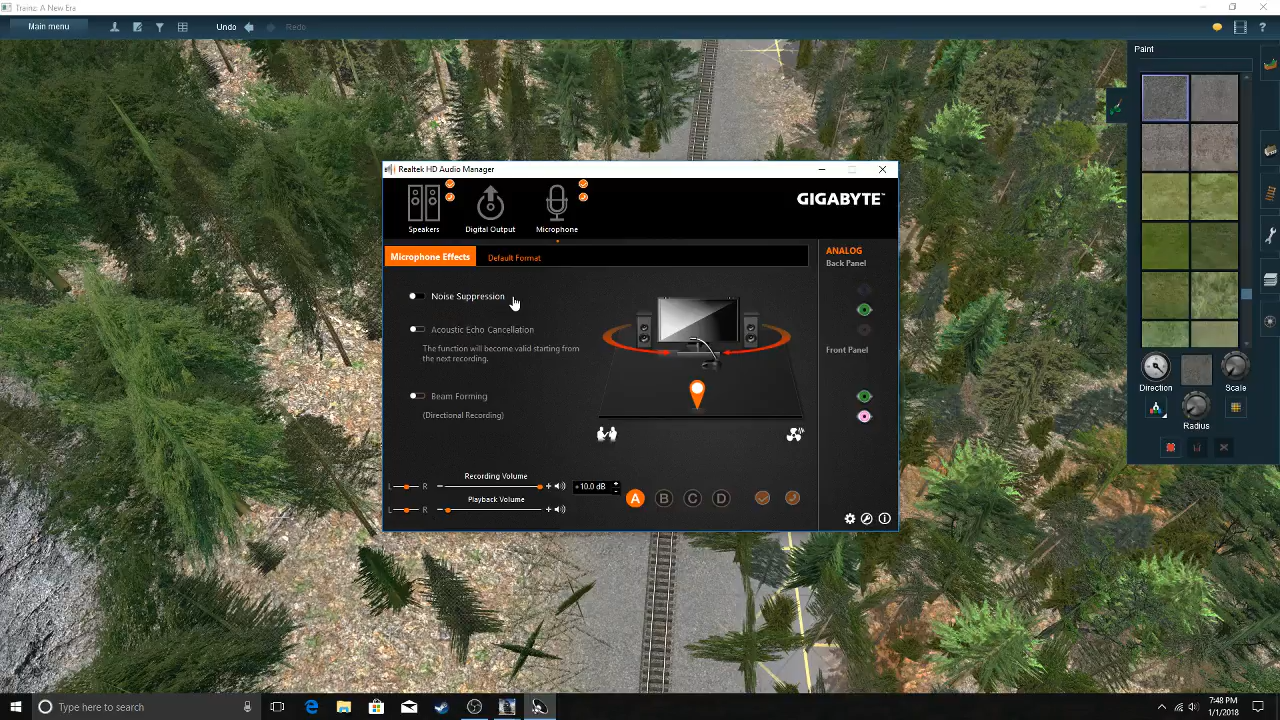 Trainz: A New Era
Main menu
Undo
Redo
Paint
Direction
Scale
Radius
Realtek HD Audio Manager
Speakers
Digital Output
Microphone
GIGABYTE™
Microphone Effects
Default Format
ANALOG
Back Panel
Front Panel
Noise Suppression
Acoustic Echo Cancellation
The function will become valid starting from
the next recording.
Beam Forming
(Directional Recording)
Recording Volume
L R - + +10.0 dB
Playback Volume
L R - +
A B C D
Type here to search
7:48 PM
1/1/2018